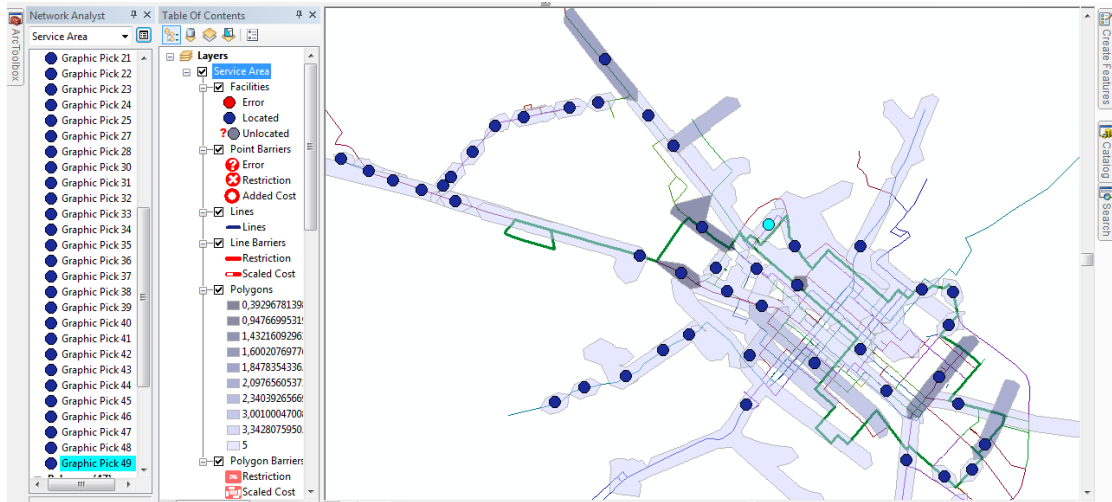 Network Analyst
Service Area
Graphic Pick 21
Graphic Pick 22
Graphic Pick 23
Graphic Pick 24
Graphic Pick 25
Graphic Pick 27
Graphic Pick 28
Graphic Pick 30
Graphic Pick 31
Graphic Pick 32
Graphic Pick 33
Graphic Pick 34
Graphic Pick 35
Graphic Pick 36
Graphic Pick 37
Graphic Pick 38
Graphic Pick 39
Graphic Pick 40
Graphic Pick 41
Graphic Pick 42
Graphic Pick 43
Graphic Pick 44
Graphic Pick 45
Graphic Pick 46
Graphic Pick 47
Graphic Pick 48
Graphic Pick 49
Table Of Contents
Layers
Service Area
Facilities
Error
Located
? Unlocated
Point Barriers
? Error
Restriction
Added Cost
Lines
Lines
Line Barriers
Restriction
Scaled Cost
Polygons
0,3929678139
0,9476699531
1,432160929
1,6002076977
1,847835433
2,097656053
2,340392656
3,001000470
3,342807595
5
Polygon Barriers
Restriction
Scaled Cost
ArcToolbox
Create Features
Catalog
Search